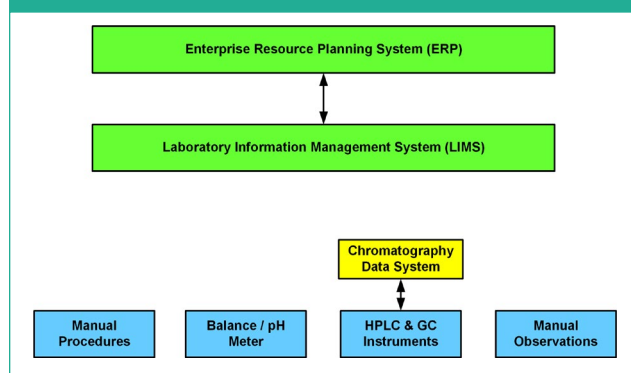 Enterprise Resource Planning System (ERP)
Laboratory Information Management System (LIMS)
Chromatography
Data System
Manual
Procedures
Balance / pH
Meter
HPLC & GC
Instruments
Manual
Observations